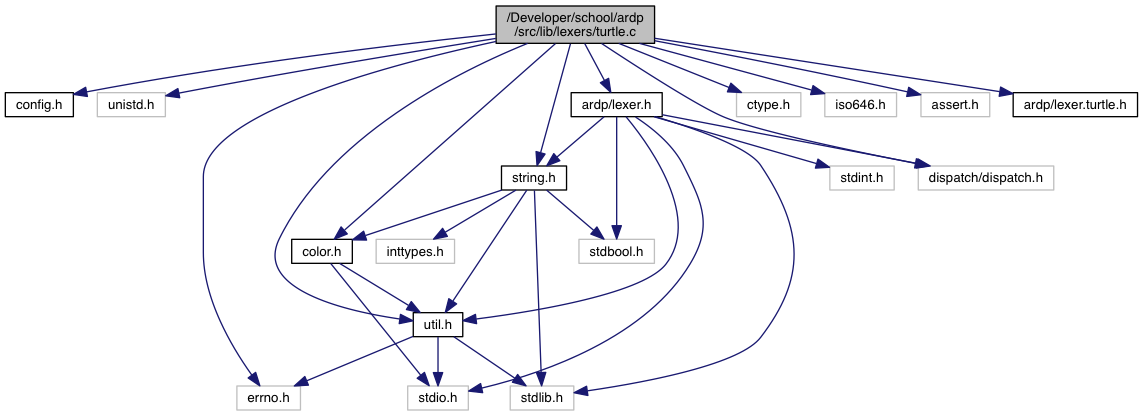 /Developer/school/ardp
/src/lib/lexers/turtle.c
config.h
unistd.h
ardp/lexer.h
ctype.h
iso646.h
assert.h
ardp/lexer.turtle.h
string.h
stdint.h
dispatch/dispatch.h
color.h
inttypes.h
stdbool.h
util.h
errno.h
stdio.h
stdlib.h